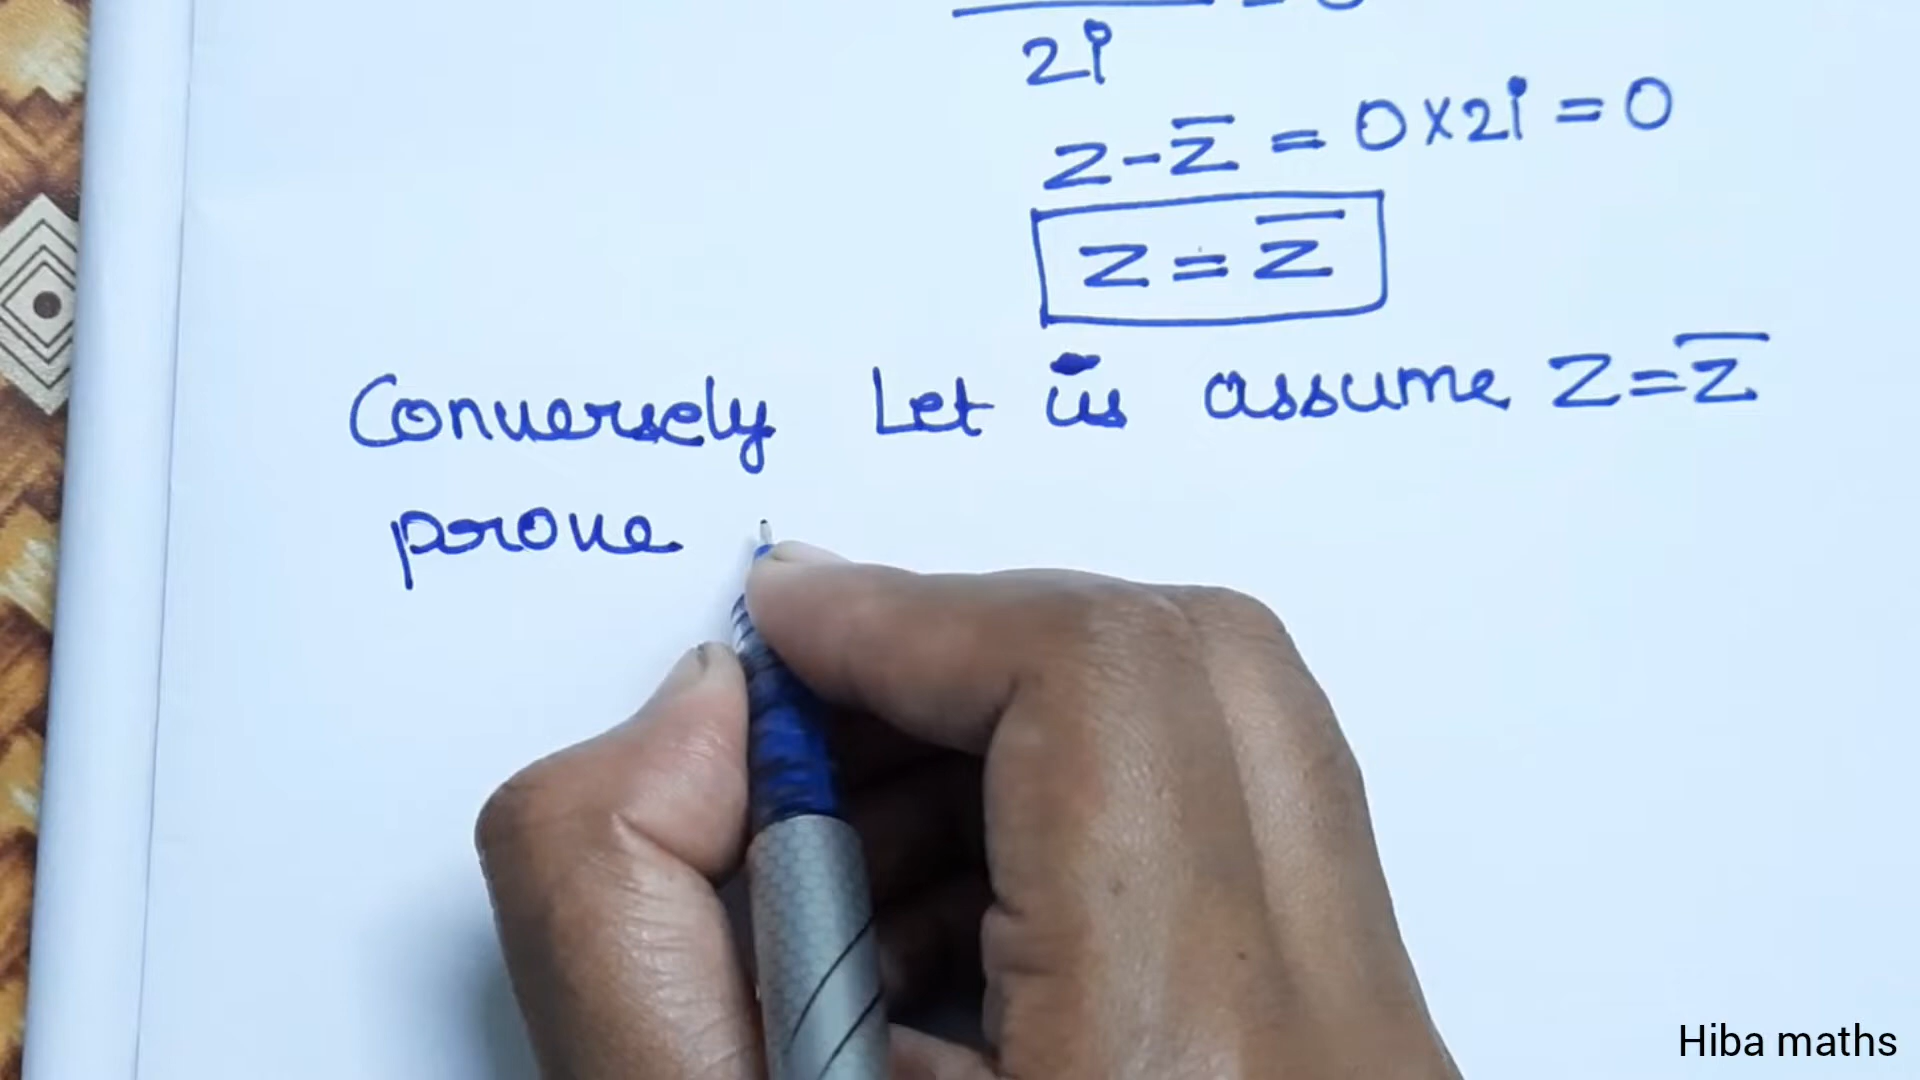 2i
z - z̅ = 0 x 2i = 0
z = z̅
Conversely Let us assume z = z̅
prove
Hiba maths